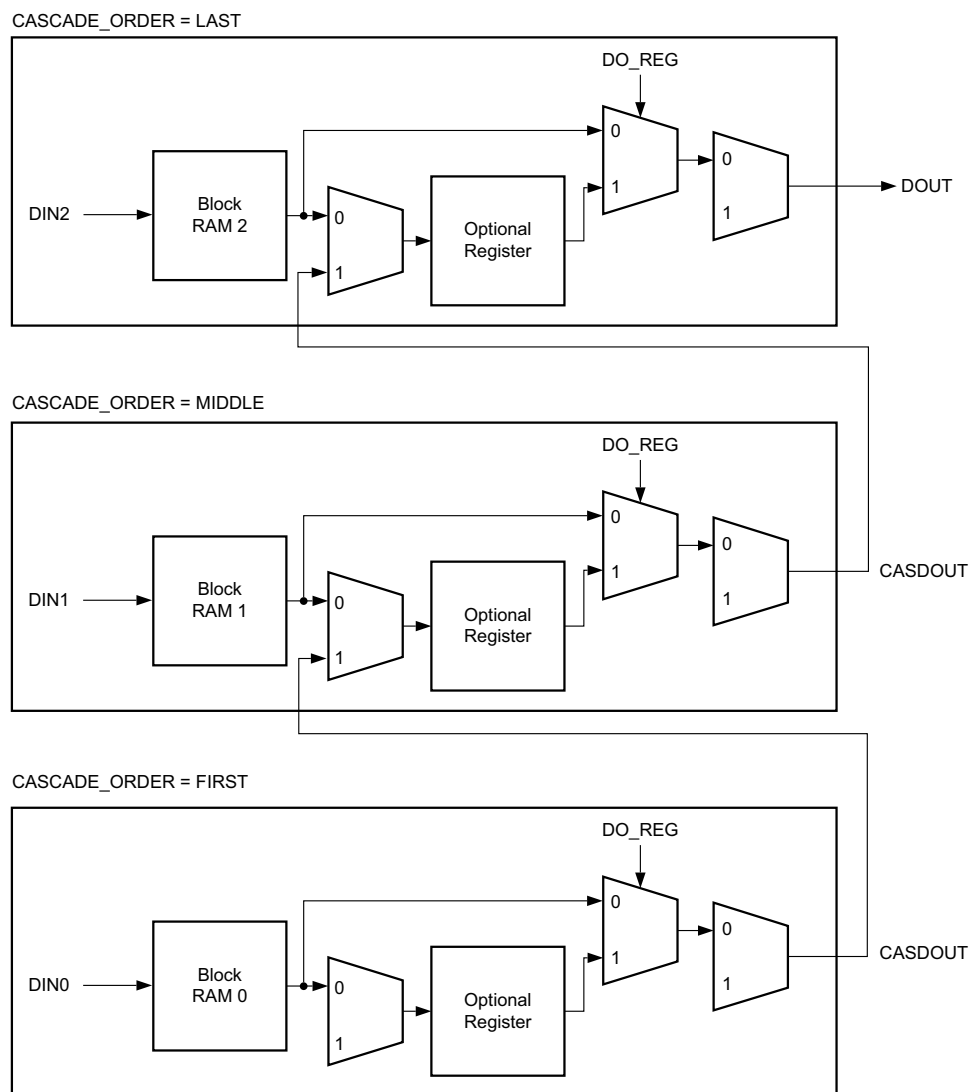 CASCADE_ORDER = LAST
DO_REG
0
1
0
1
DIN2
Block
RAM 2
0
1
Optional
Register
DOUT
CASCADE_ORDER = MIDDLE
DO_REG
0
1
0
1
DIN1
Block
RAM 1
0
1
Optional
Register
CASDOUT
CASCADE_ORDER = FIRST
DO_REG
0
1
0
1
DIN0
Block
RAM 0
0
1
Optional
Register
CASDOUT